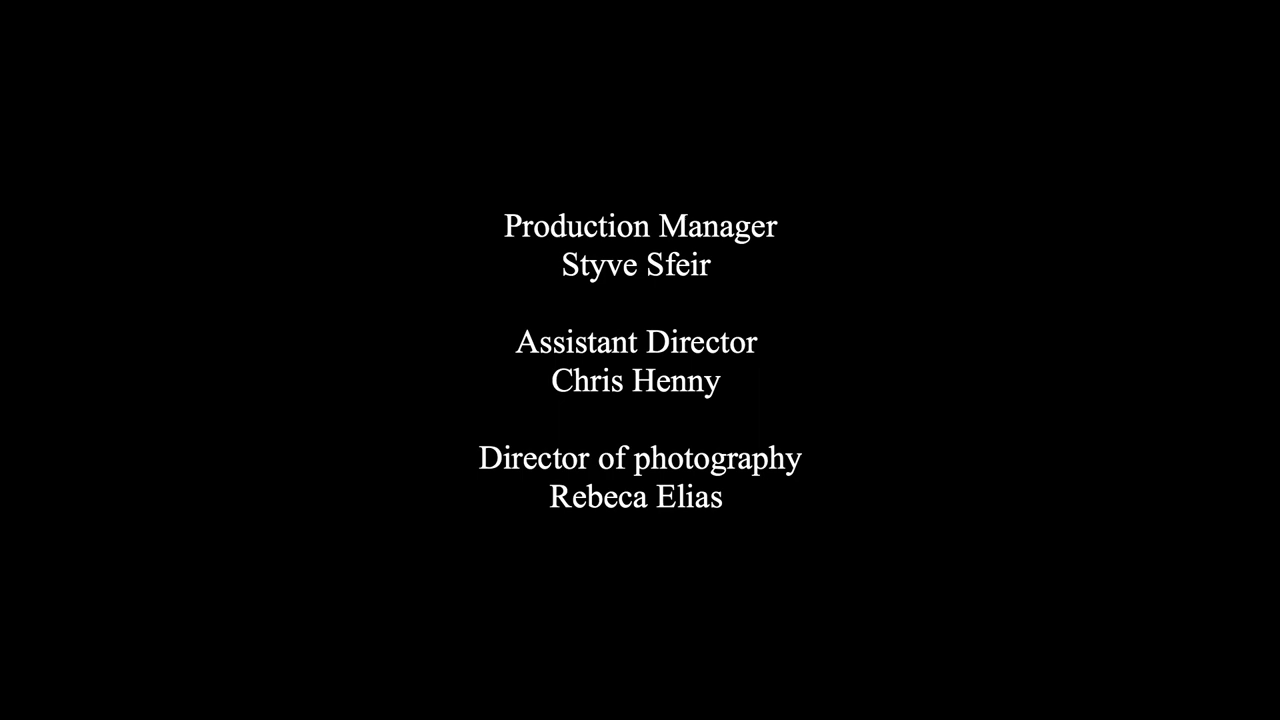 Production Manager
Styve Sfeir
Assistant Director
Chris Henny
Director of photography
Rebeca Elias